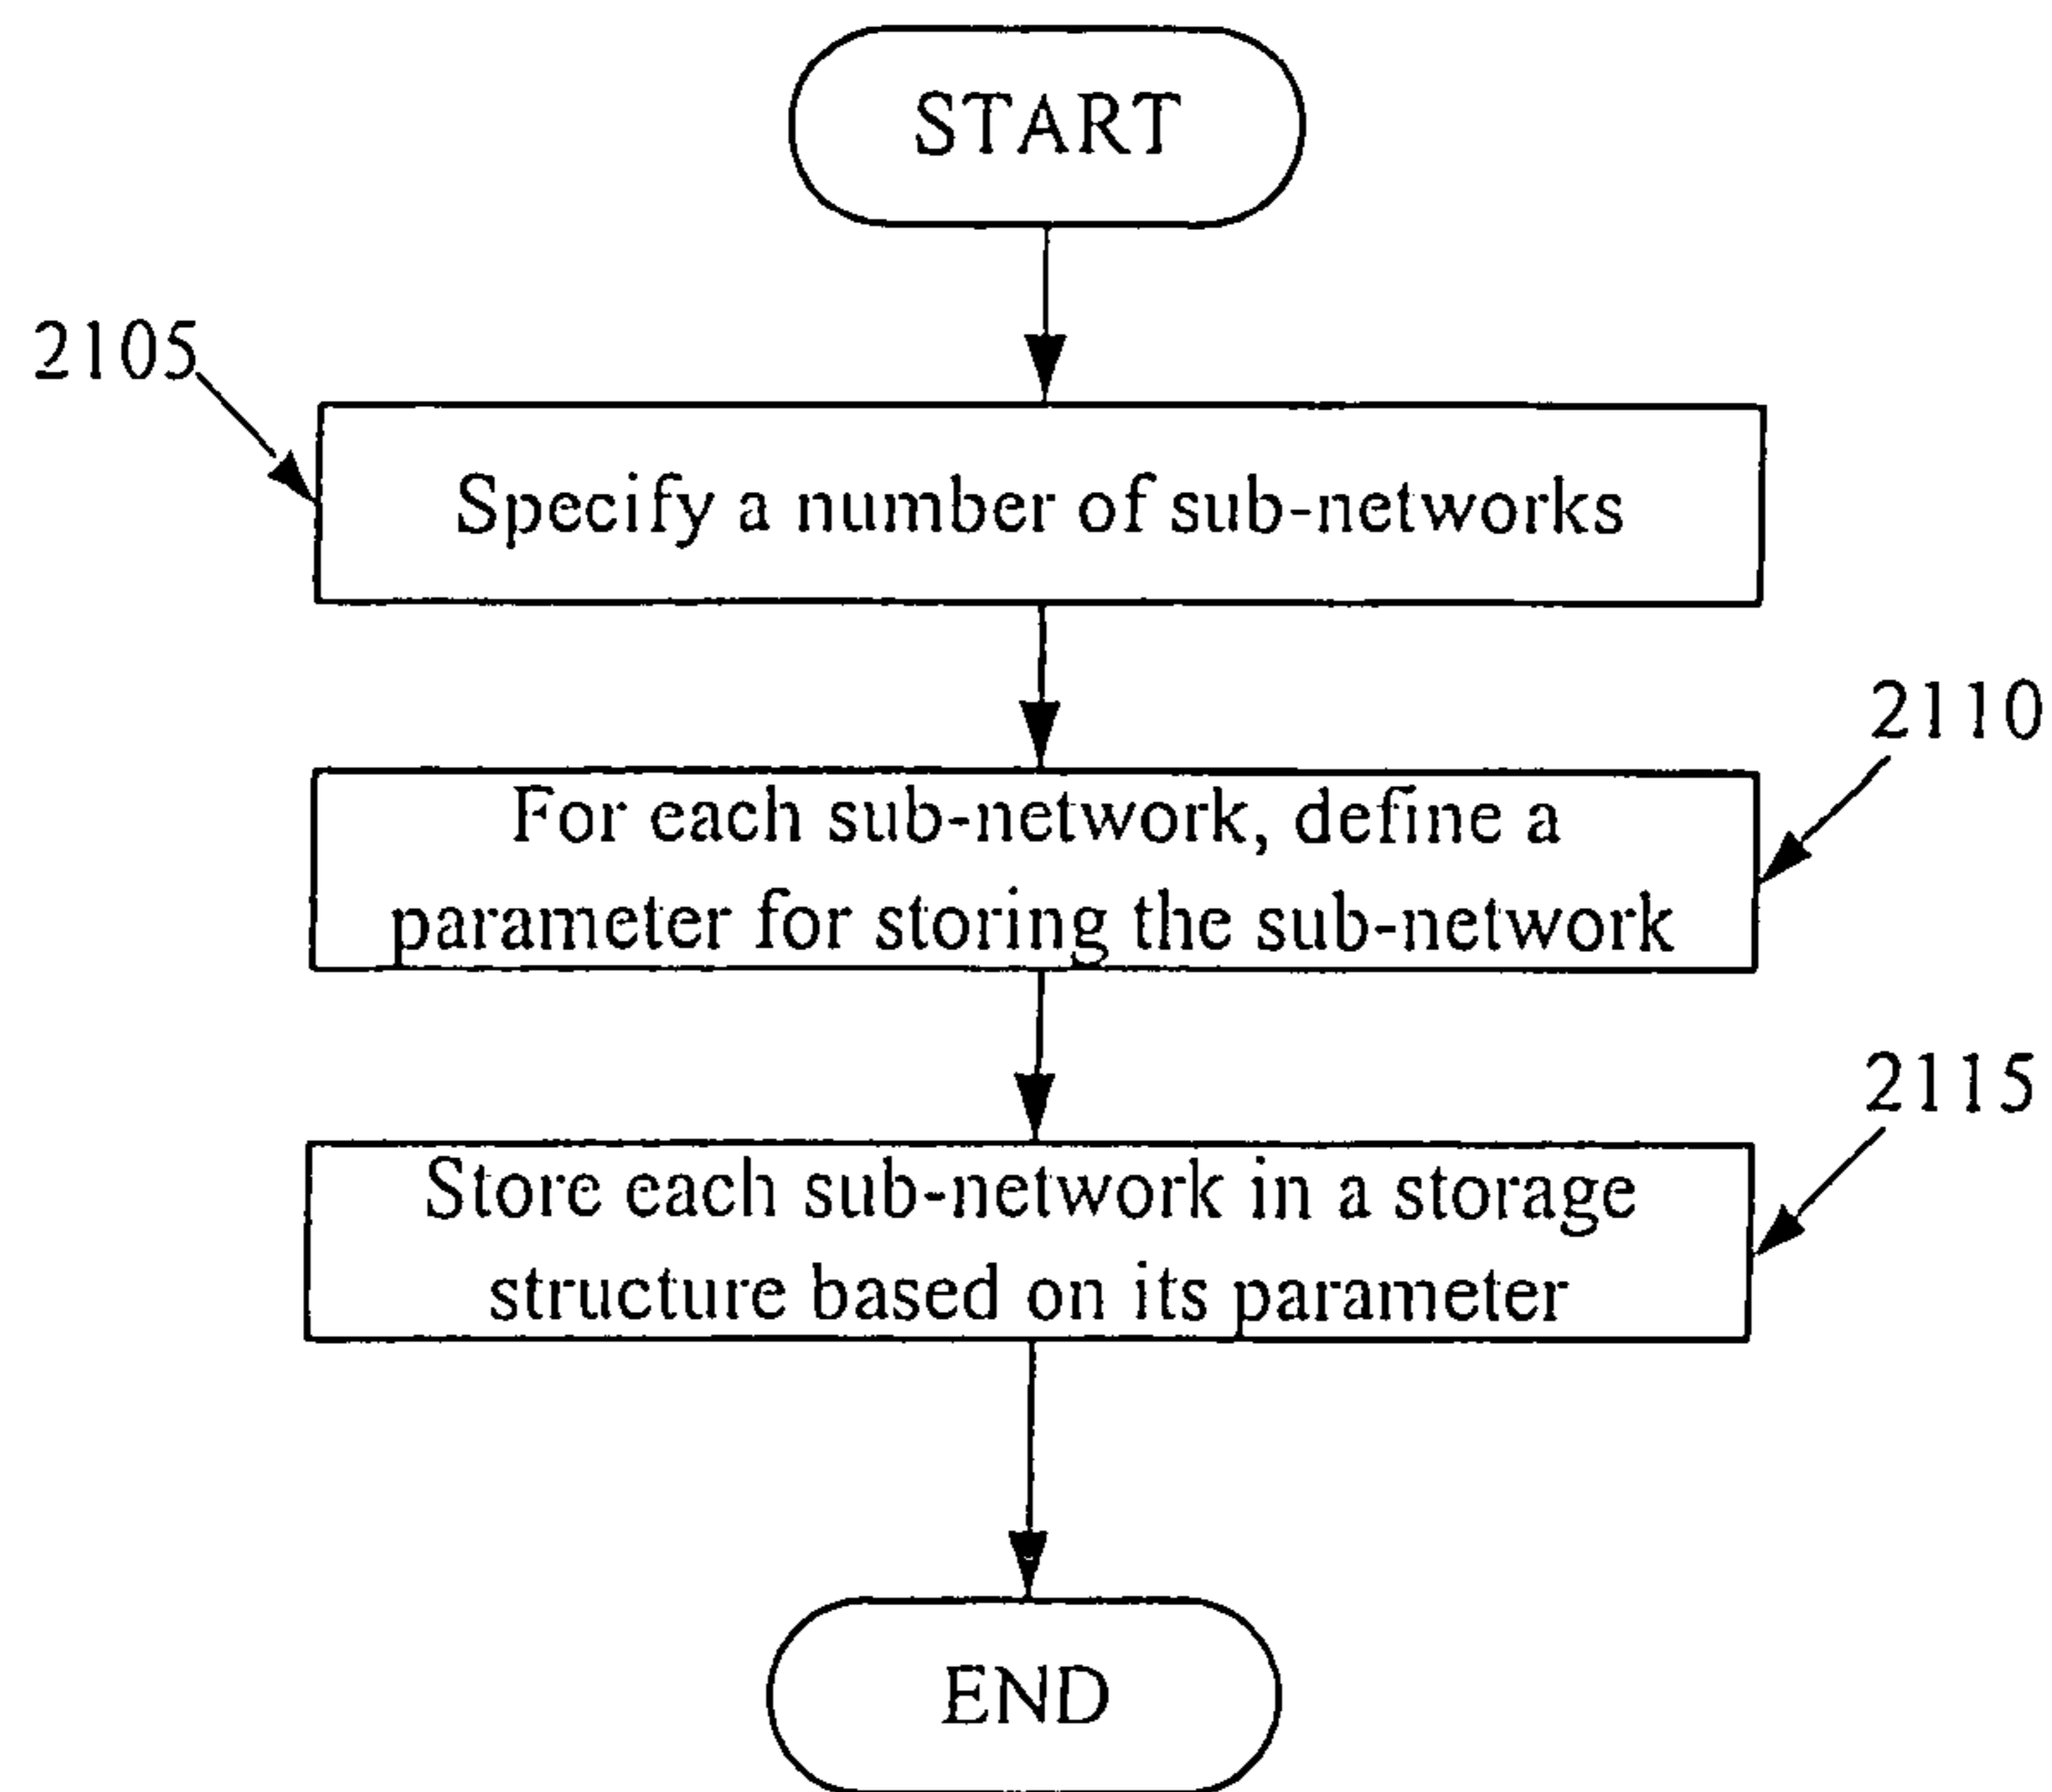 START
2105
Specify a number of sub-networks
2110
For each sub-network, define a
parameter for storing the sub-network
2115
Store each sub-network in a storage
structure based on its parameter
END